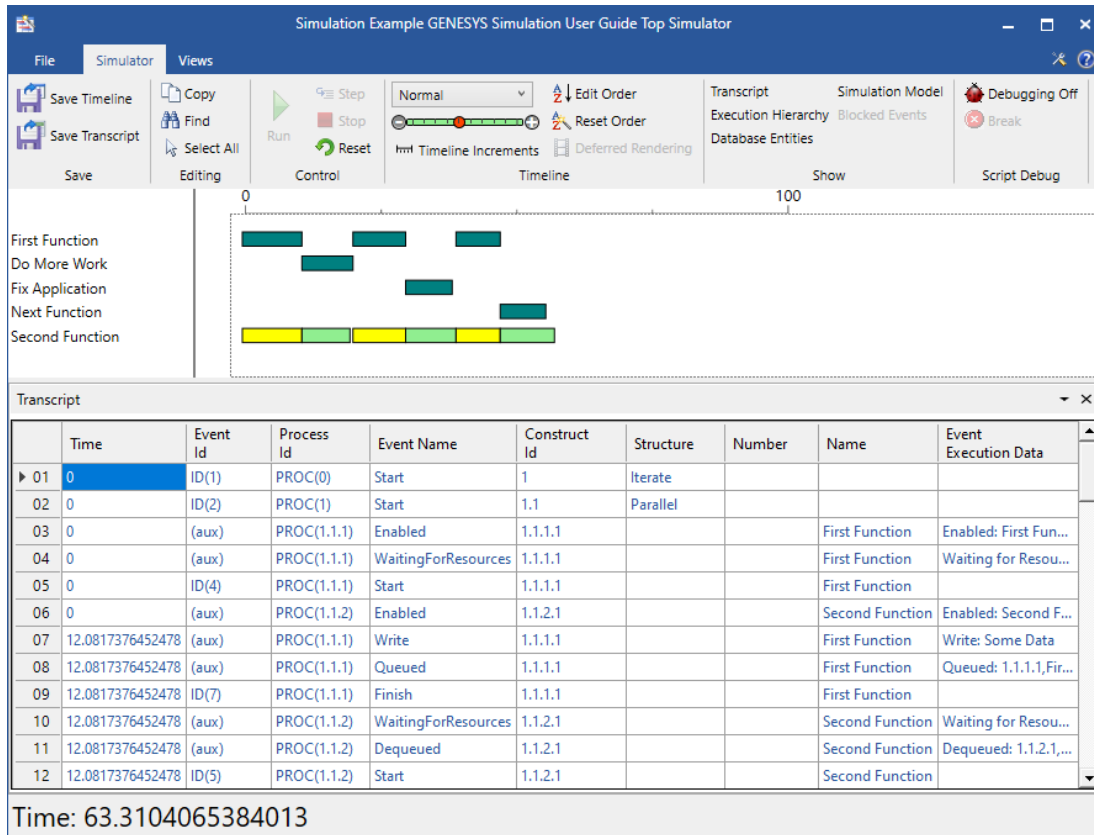 Simulation Example GENESYS Simulation User Guide Top Simulator
File Simulator Views
Save Timeline Copy Step Normal Edit Order Transcript Simulation Model Debugging Off
Save Transcript Find Run Stop Reset Order Execution Hierarchy Blocked Events Break
Select All Reset Timeline Increments Deferred Rendering Database Entities
Save Editing Control Timeline Show Script Debug
0 100
First Function
Do More Work
Fix Application
Next Function
Second Function
Transcript
Time Event Id Process Id Event Name Construct Id Structure Number Name Event Execution Data
01 0 ID(1) PROC(0) Start 1 Iterate
02 0 ID(2) PROC(1) Start 1.1 Parallel
03 0 (aux) PROC(1.1.1) Enabled 1.1.1.1 First Function Enabled: First Fun...
04 0 (aux) PROC(1.1.1) WaitingForResources 1.1.1.1 First Function Waiting for Resou...
05 0 ID(4) PROC(1.1.1) Start 1.1.1.1 First Function
06 0 (aux) PROC(1.1.2) Enabled 1.1.2.1 Second Function Enabled: Second F...
07 12.0817376452478 (aux) PROC(1.1.1) Write 1.1.1.1 First Function Write: Some Data
08 12.0817376452478 (aux) PROC(1.1.1) Queued 1.1.1.1 First Function Queued: 1.1.1.1,Fir...
09 12.0817376452478 ID(7) PROC(1.1.1) Finish 1.1.1.1 First Function
10 12.0817376452478 (aux) PROC(1.1.2) WaitingForResources 1.1.2.1 Second Function Waiting for Resou...
11 12.0817376452478 (aux) PROC(1.1.2) Dequeued 1.1.2.1 Second Function Dequeued: 1.1.2.1,...
12 12.0817376452478 ID(5) PROC(1.1.2) Start 1.1.2.1 Second Function
Time: 63.3104065384013